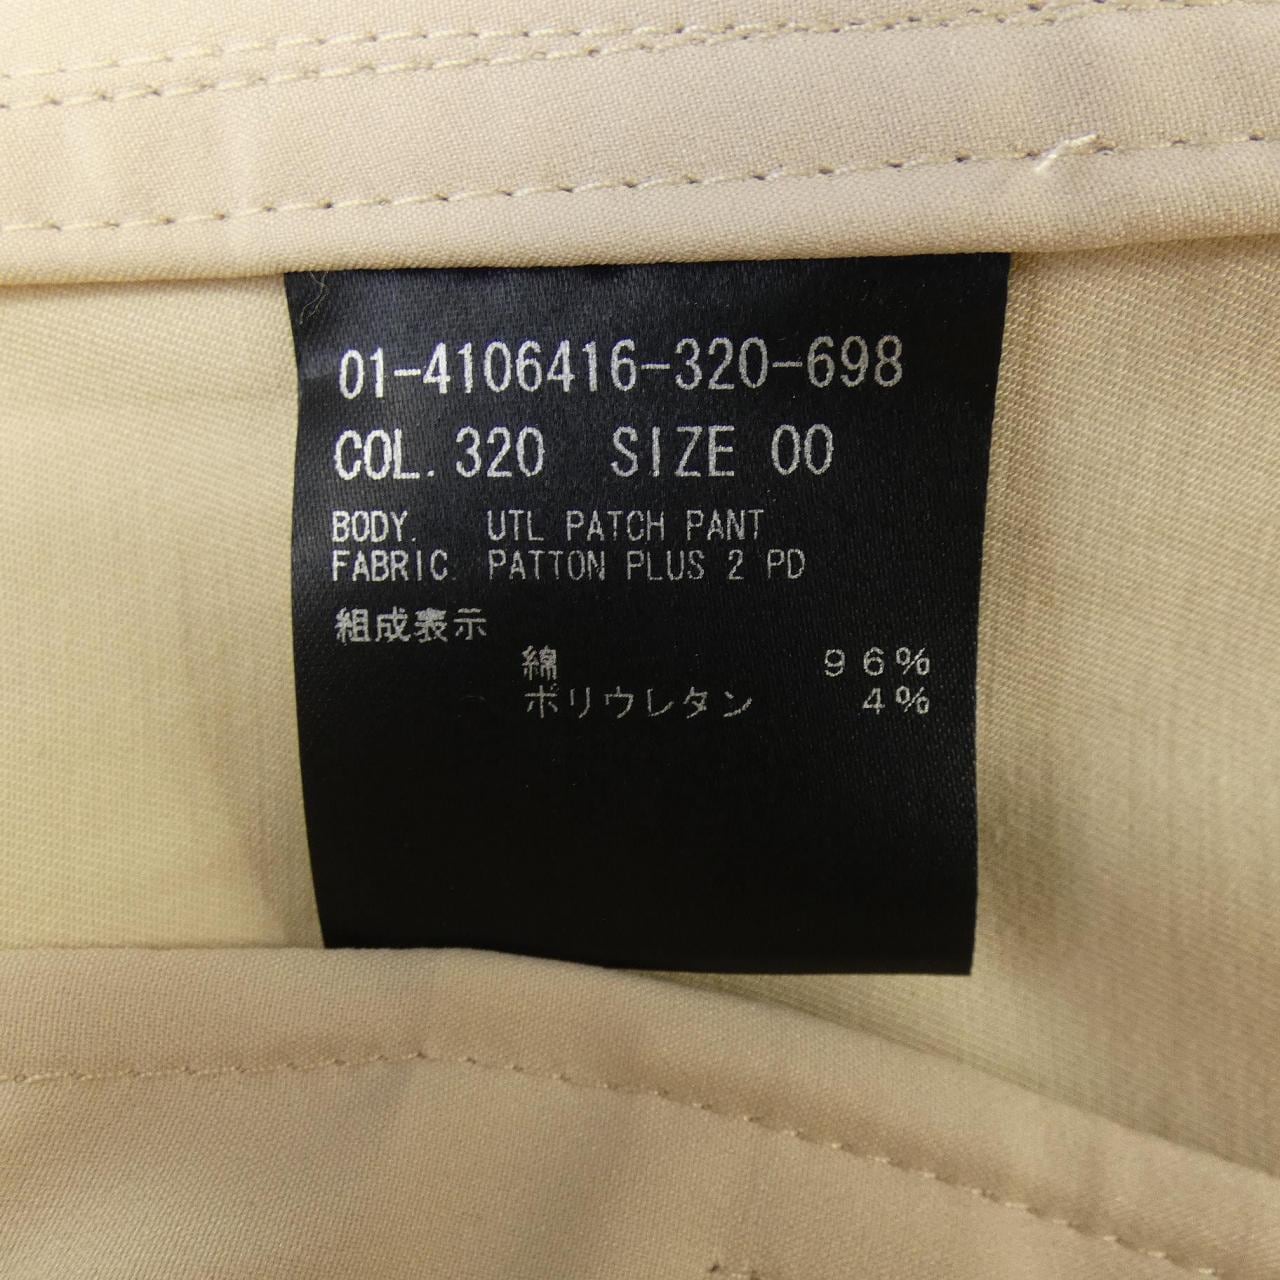 01-4106416-320-698
COL. 320 SIZE 00
BODY. UTL PATCH PANT
FABRIC. PATTON PLUS 2 PD
組成表示
綿 96%
ポリウレタン 4%